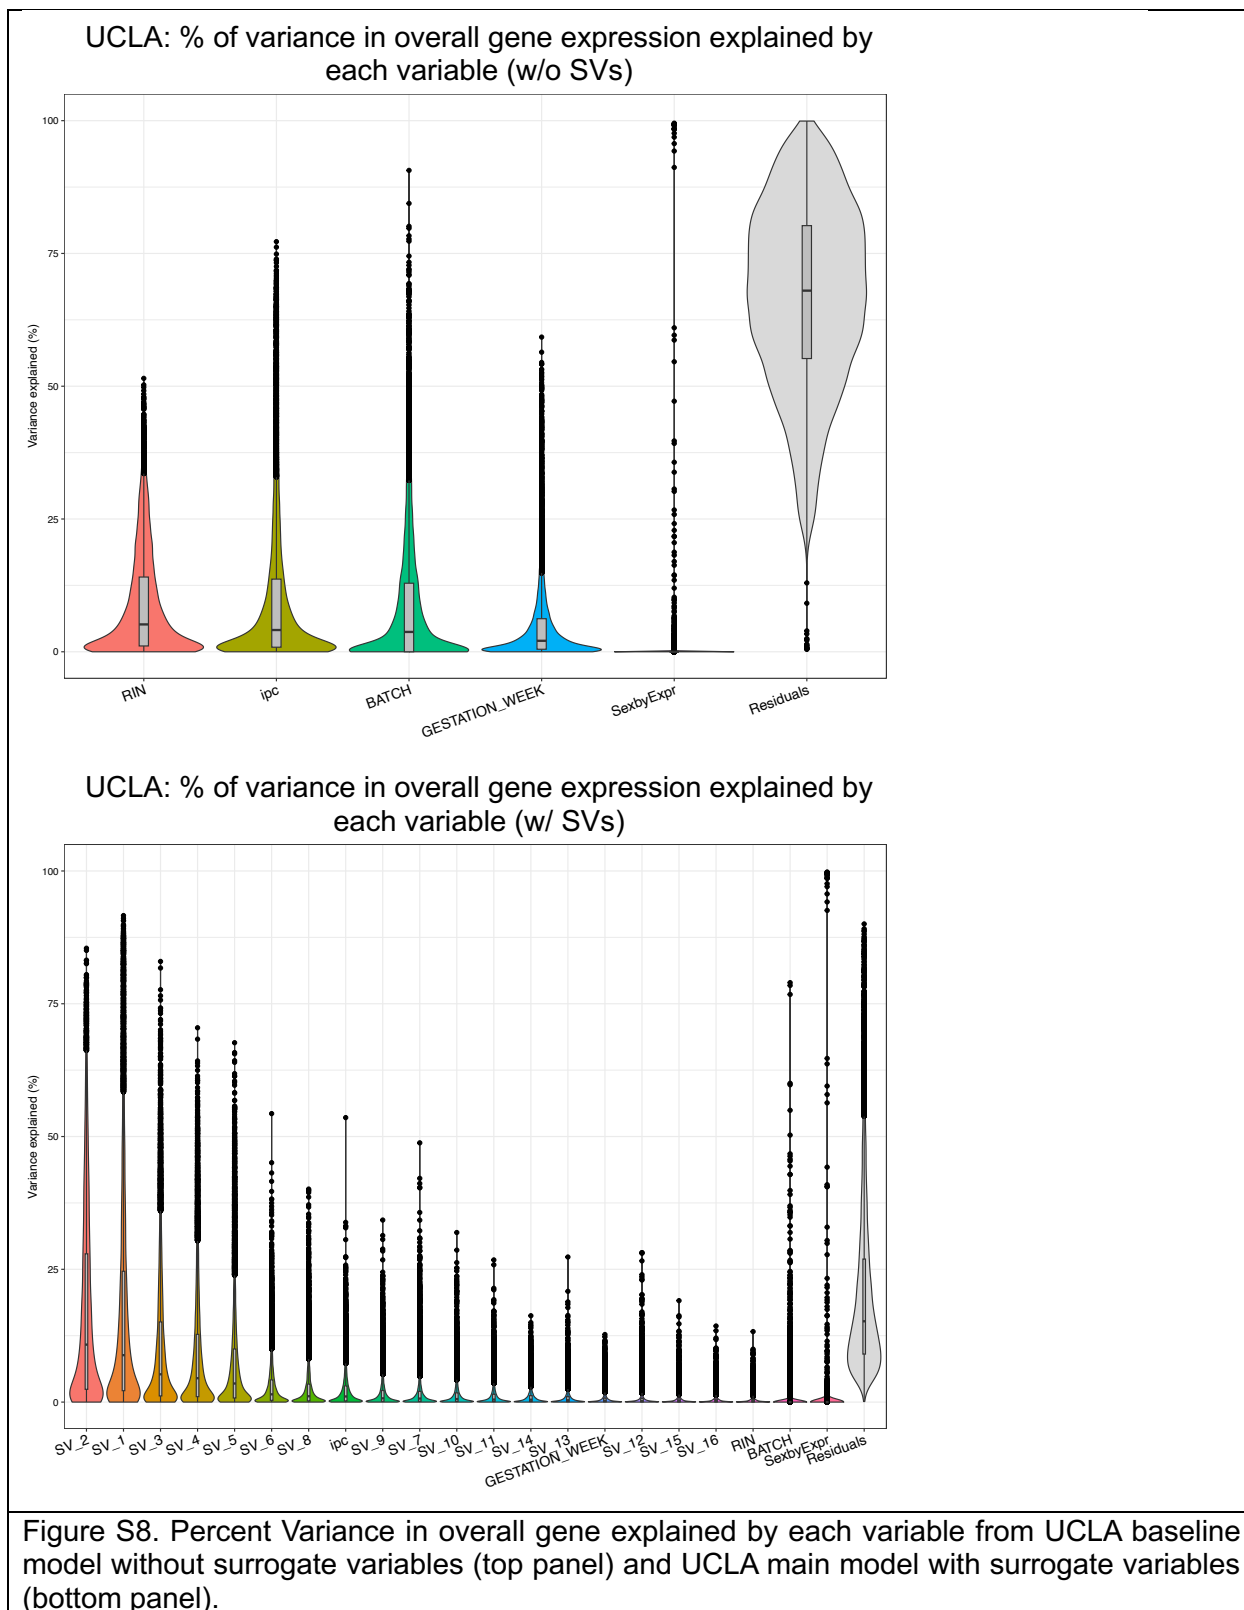 UCLA: % of variance in overall gene expression explained by
each variable (w/o SVs)
100
75
50
25
0
Variance explained (%)
RIN
ipc
BATCH
GESTATION_WEEK
SexbyExpr
Residuals
UCLA: % of variance in overall gene expression explained by
each variable (w/ SVs)
100
75
50
25
0
Variance explained (%)
SV_2
SV_1
SV_3
SV_4
SV_5
SV_6
SV_8
ipc
SV_9
SV_7
SV_10
SV_11
SV_14
SV_13
GESTATION_WEEK
SV_12
SV_15
SV_16
RIN
BATCH
SexbyExpr
Residuals
Figure S8. Percent Variance in overall gene explained by each variable from UCLA baseline
model without surrogate variables (top panel) and UCLA main model with surrogate variables
(bottom panel).